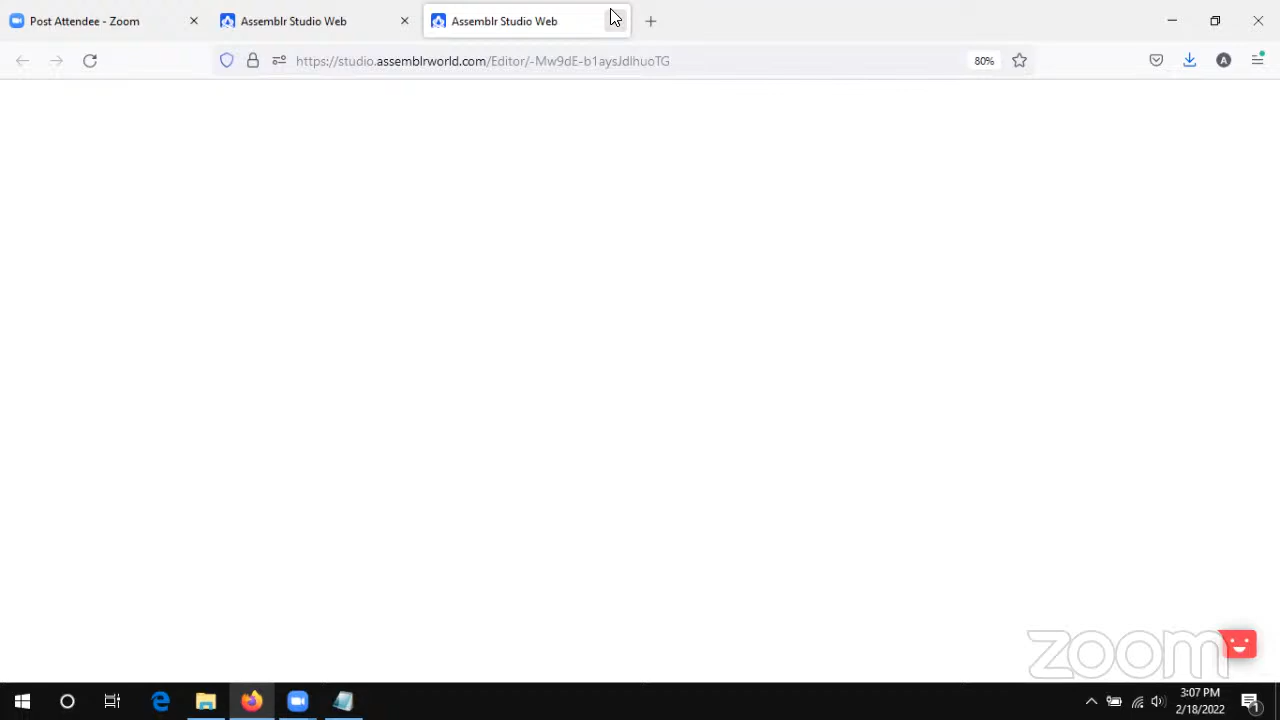 Post Attendee - Zoom
Assemblr Studio Web
Assemblr Studio Web
https://studio.assemblrworld.com/Editor/-Mw9dE-b1aysJdlhuoTG
80%
A
zoom
3:07 PM
2/18/2022
1